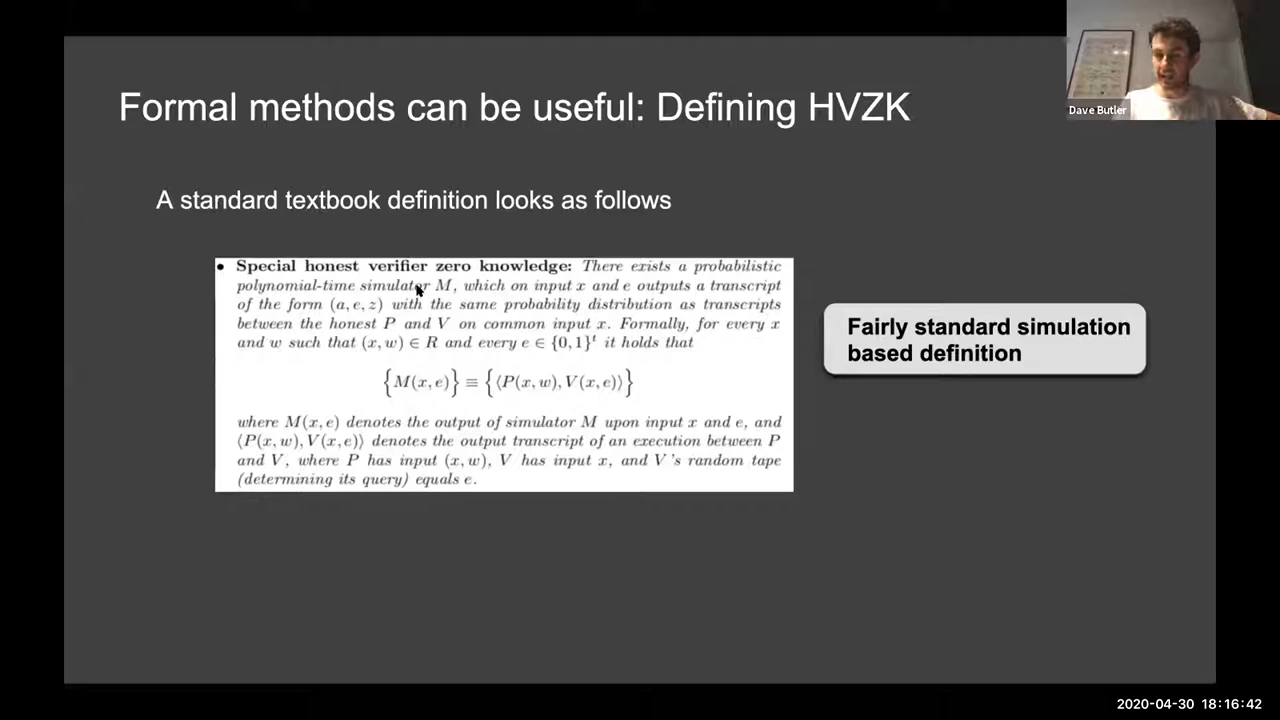 Formal methods can be useful: Defining HVZK
Dave Butler
A standard textbook definition looks as follows
• Special honest verifier zero knowledge: There exists a probabilistic
polynomial-time simulator M, which on input x and e outputs a transcript
of the form (a, e, z) with the same probability distribution as transcripts
between the honest P and V on common input x. Formally, for every x
and w such that (x, w) ∈ R and every e ∈ {0, 1}ᵗ it holds that
{M(x, e)} ≡ {⟨P(x, w), V(x, e)⟩}
where M(x, e) denotes the output of simulator M upon input x and e, and
⟨P(x, w), V(x, e)⟩ denotes the output transcript of an execution between P
and V, where P has input (x, w), V has input x, and V's random tape
(determining its query) equals e.
Fairly standard simulation
based definition
2020-04-30 18:16:42